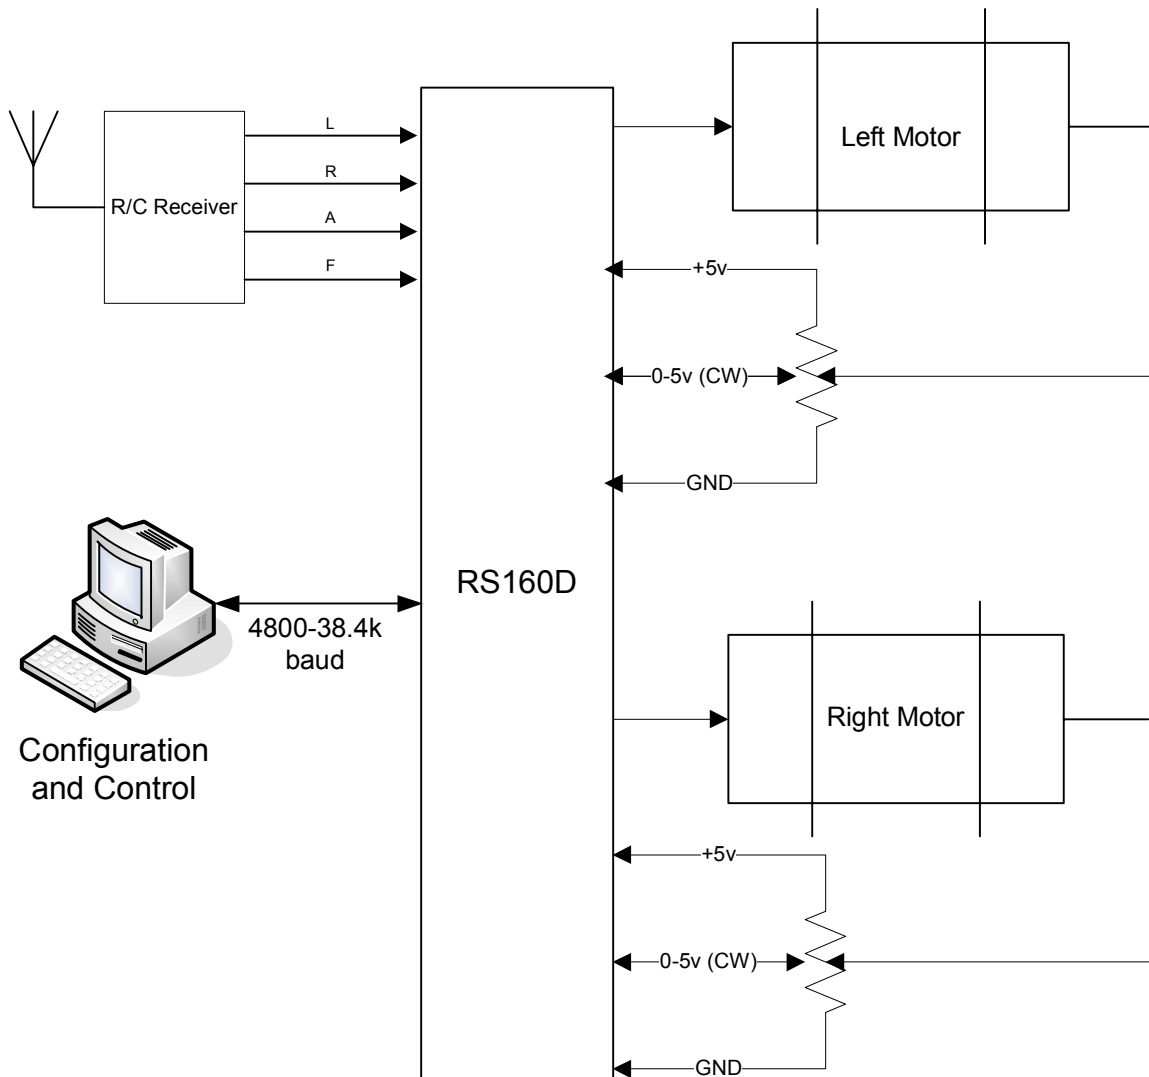 L
R
A
F
R/C Receiver
Left Motor
+5v
0-5v (CW)
GND
RS160D
4800-38.4k
baud
Configuration
and Control
Right Motor
+5v
0-5v (CW)
GND